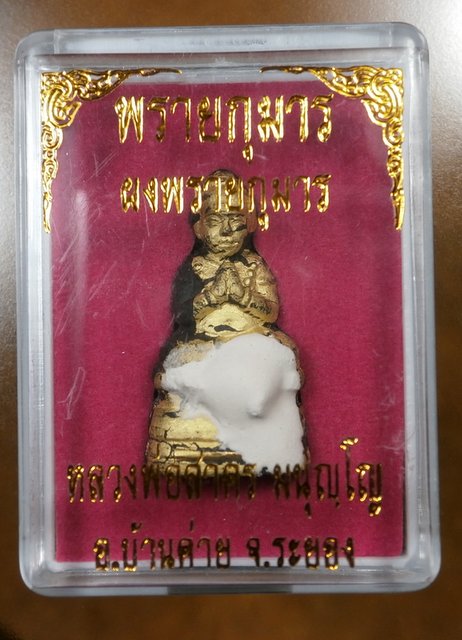 พรายกุมาร
ผงพรายกุมาร
หลวงพ่อสาคร มนุญฺโญ
อ.บ้านค่าย จ.ระยอง